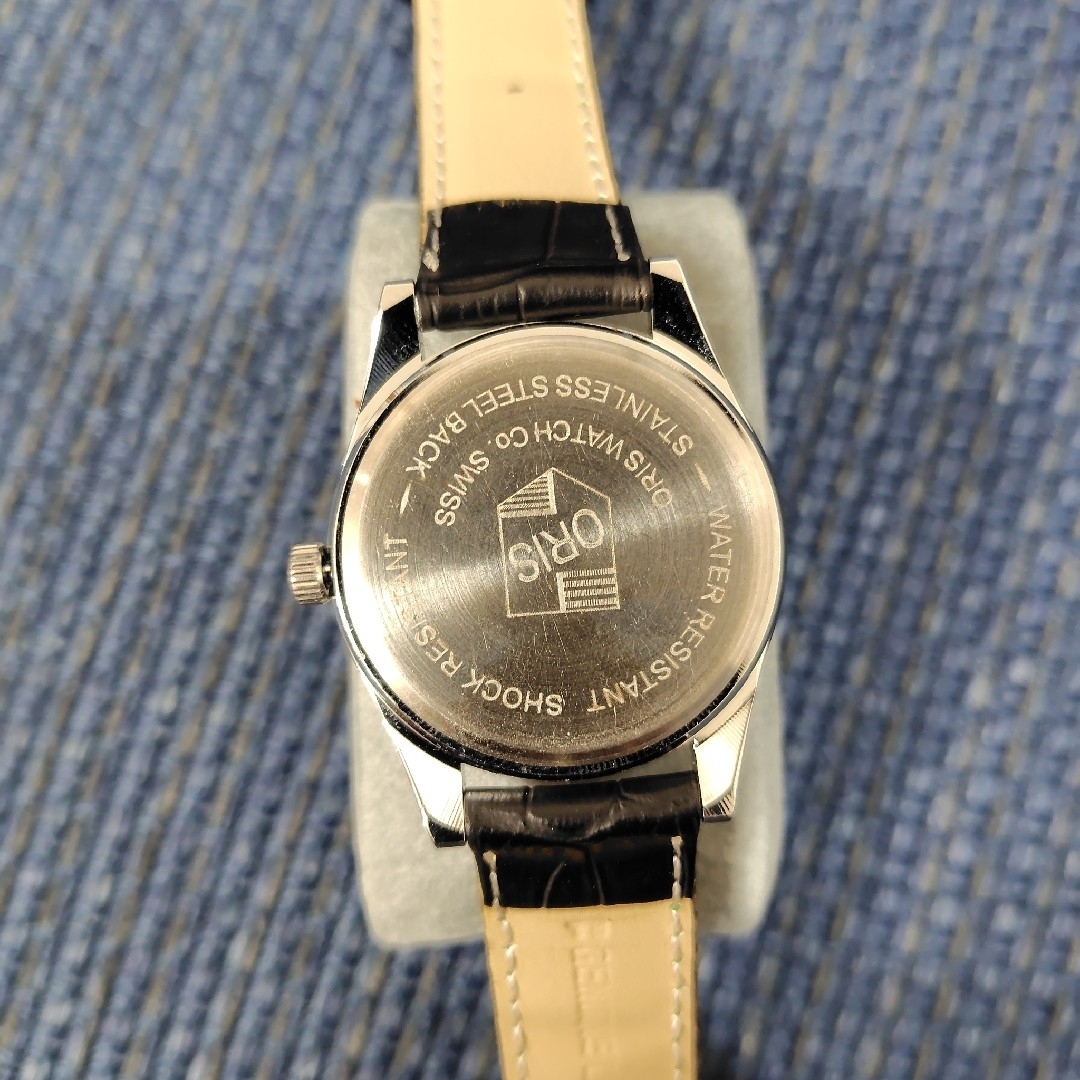 STAINLESS STEEL BACK
ORIS WATCH Co. SWISS
ORIS
WATER RESISTANT
SHOCK RESISTANT